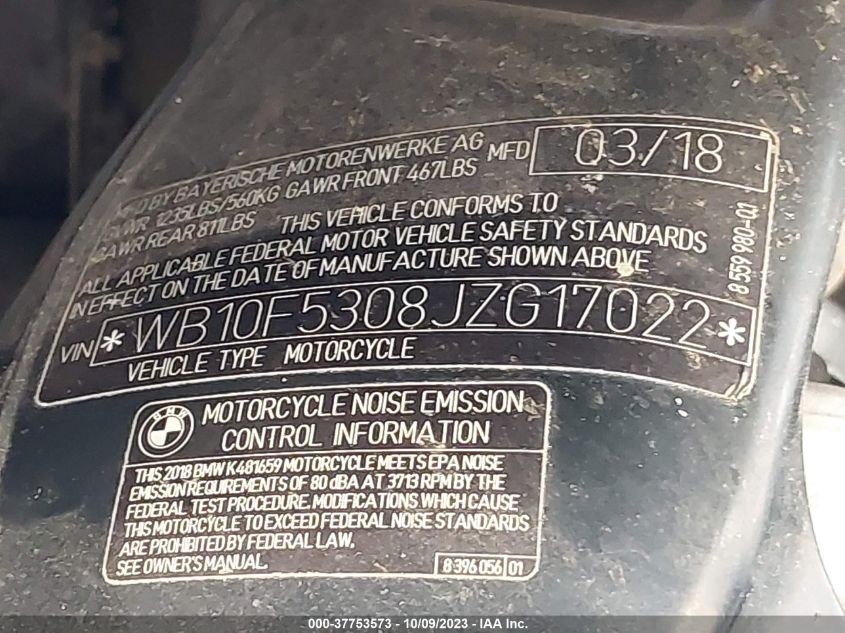 MFD BY BAYERISCHE MOTORENWERKE AG MFD 03/18
GVWR 1235LBS/560KG GAWR FRONT 467LBS
GAWR REAR 811LBS THIS VEHICLE CONFORMS TO
ALL APPLICABLE FEDERAL MOTOR VEHICLE SAFETY STANDARDS
IN EFFECT ON THE DATE OF MANUFACTURE SHOWN ABOVE
VIN *WB10F5308JZG17022*
VEHICLE TYPE MOTORCYCLE
8 559 980-01
BMW
MOTORCYCLE NOISE EMISSION
CONTROL INFORMATION
THIS 2018 BMW K481659 MOTORCYCLE MEETS EPA NOISE
EMISSION REQUIREMENTS OF 80 dBA AT 3713 RPM BY THE
FEDERAL TEST PROCEDURE. MODIFICATIONS WHICH CAUSE
THIS MOTORCYCLE TO EXCEED FEDERAL NOISE STANDARDS
ARE PROHIBITED BY FEDERAL LAW.
SEE OWNER'S MANUAL.
8 396 056 01
000-37753573 | 10/09/2023 - IAA Inc.